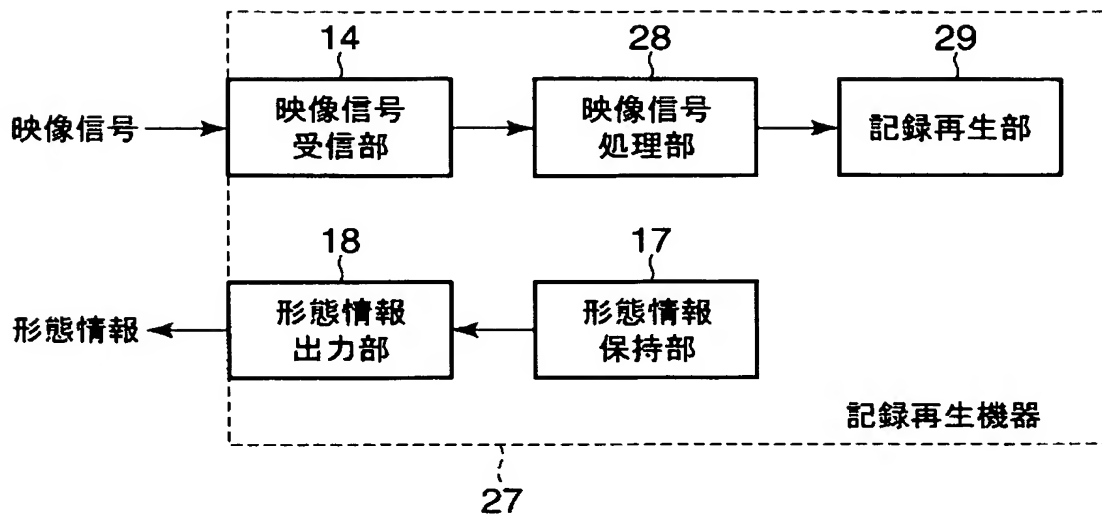 14
28
29
映像信号
映像信号
受信部
映像信号
処理部
記録再生部
18
17
形態情報
形態情報
出力部
形態情報
保持部
記録再生機器
27